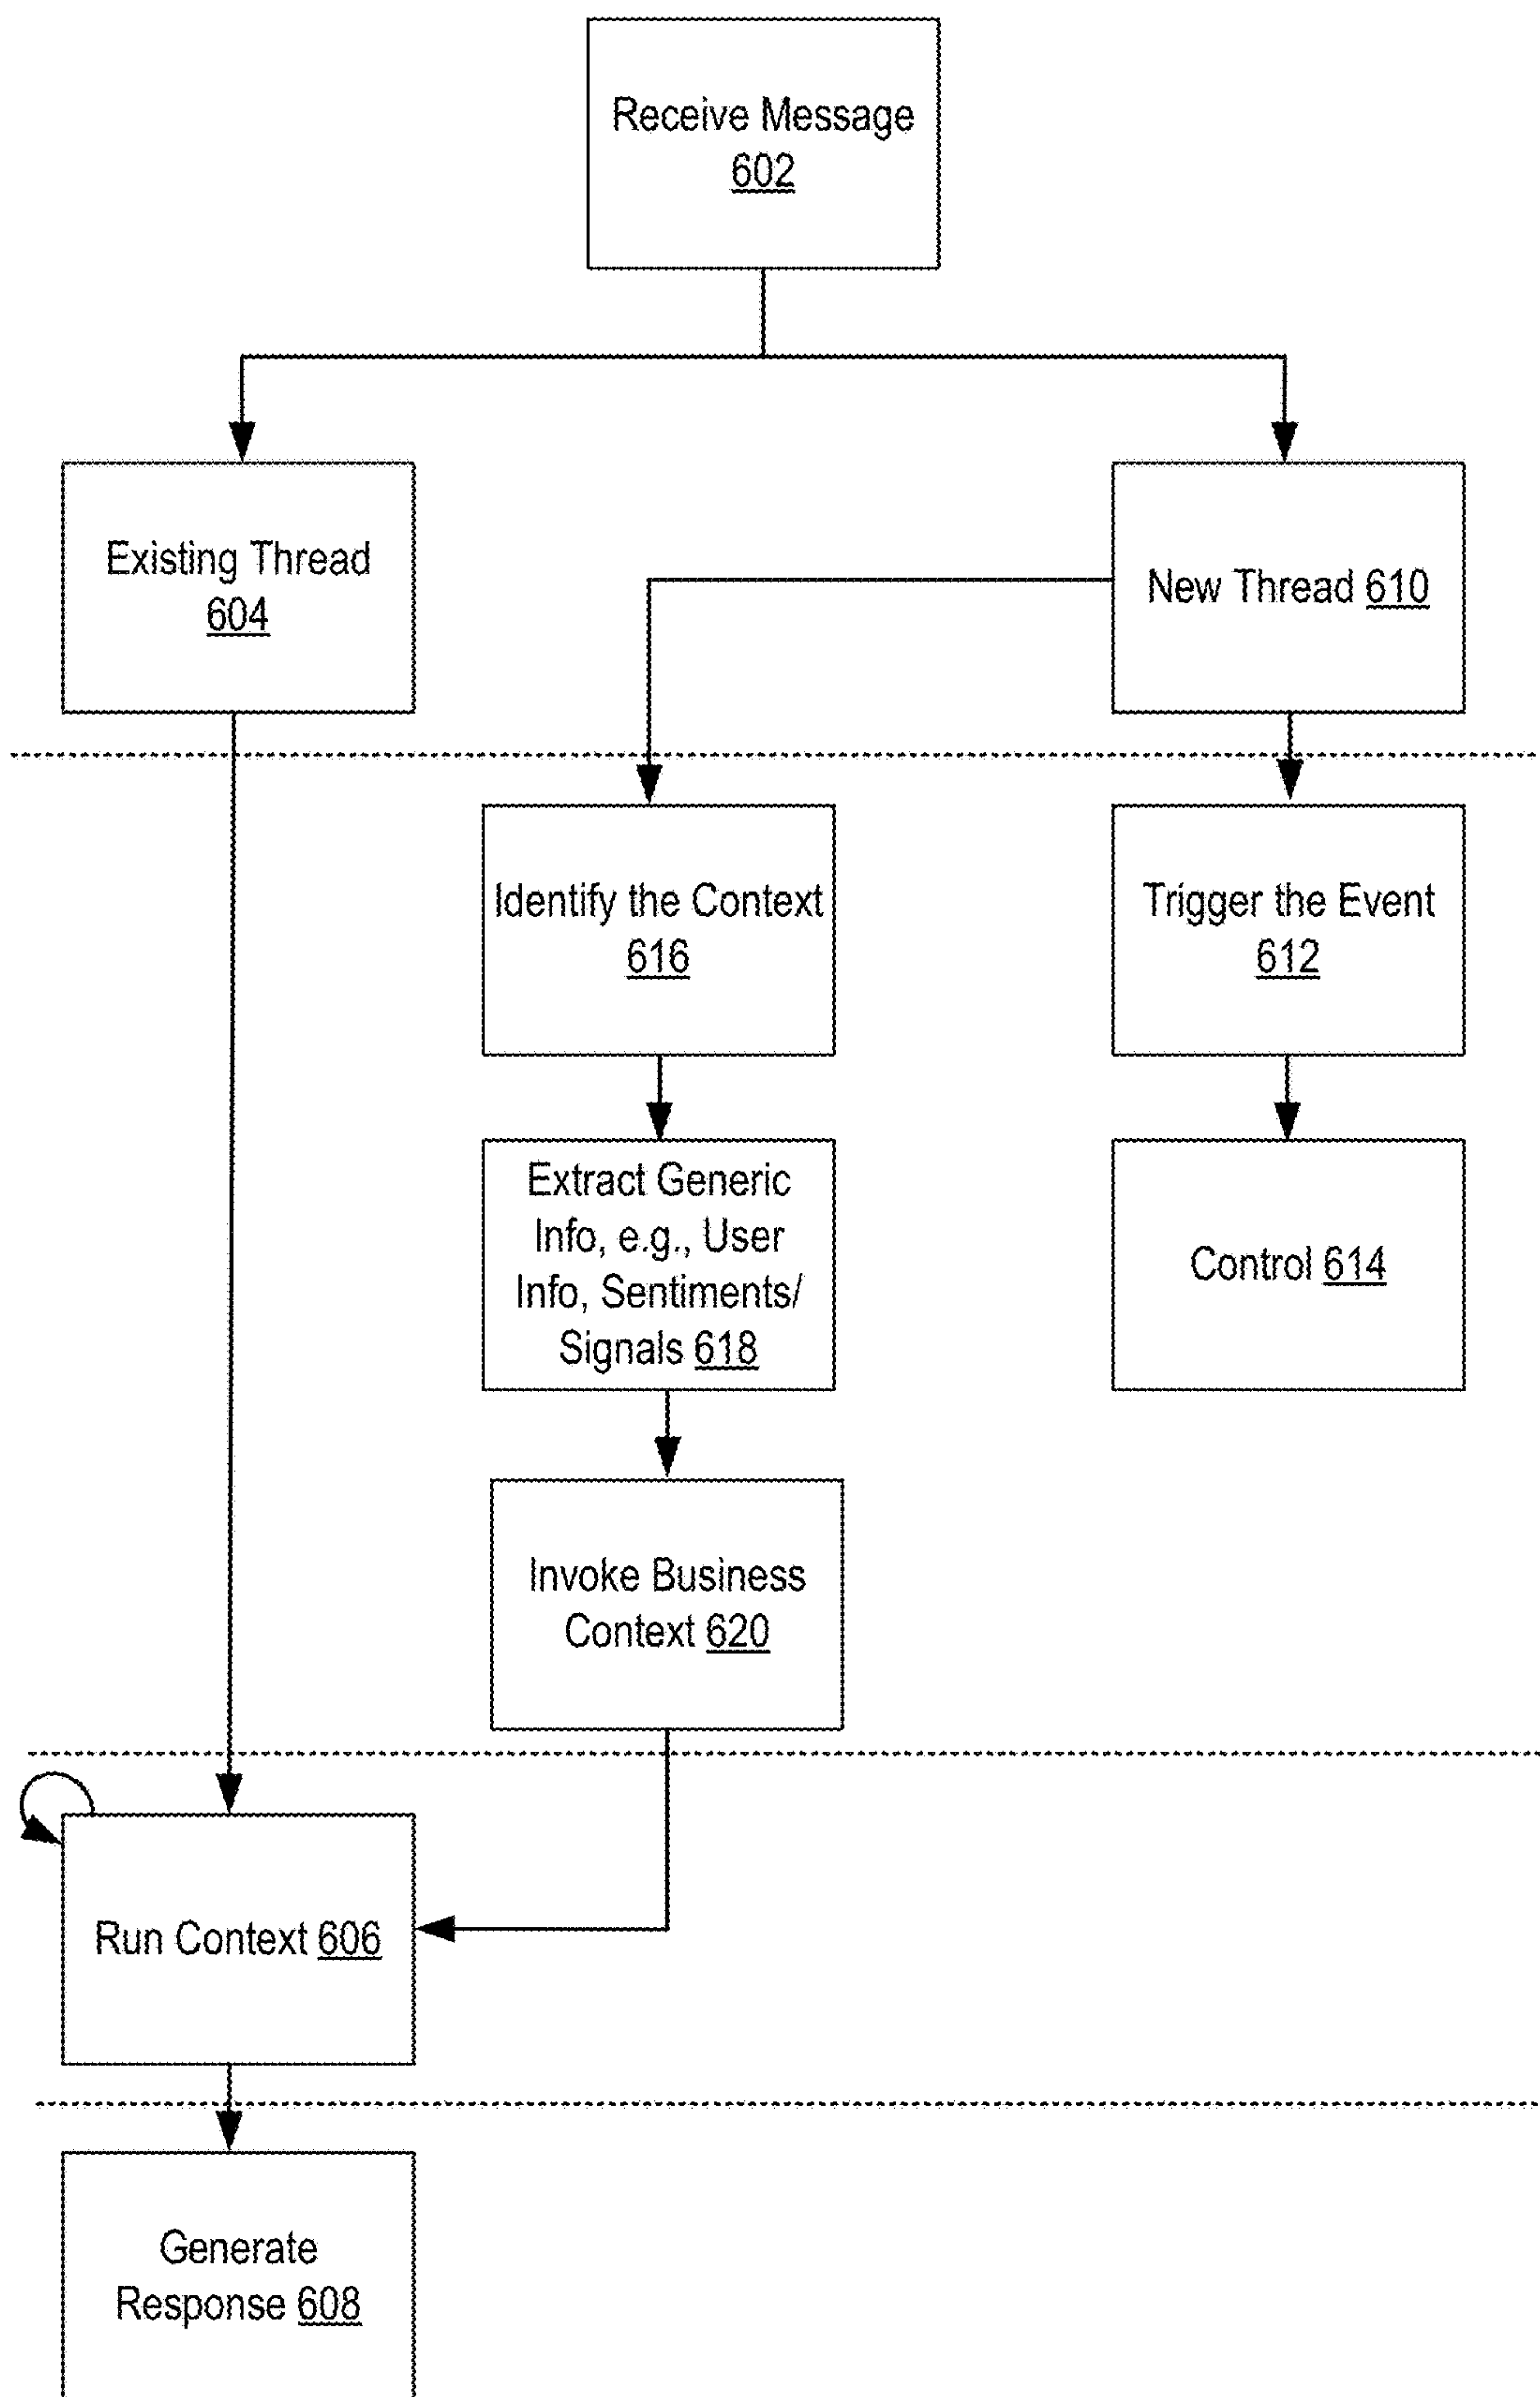 Receive Message
602
Existing Thread
604
New Thread 610
Identify the Context
616
Trigger the Event
612
Extract Generic
Info, e.g., User
Info, Sentiments/
Signals 618
Control 614
Invoke Business
Context 620
Run Context 606
Generate
Response 608